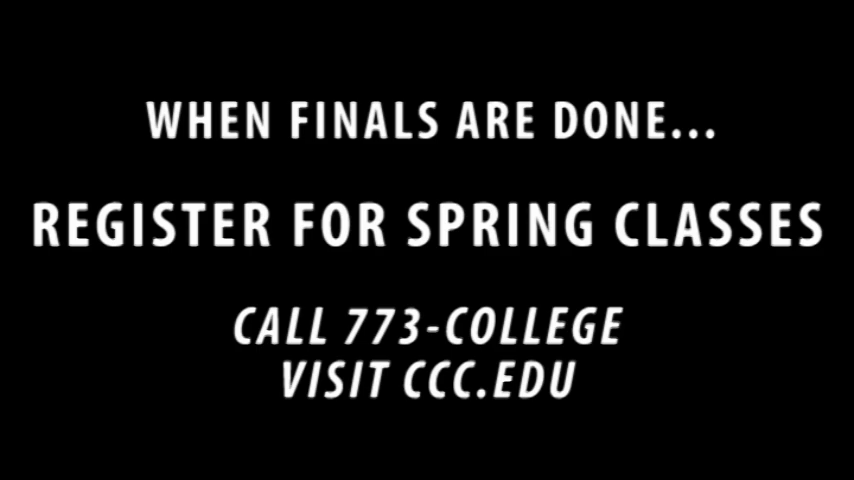 WHEN FINALS ARE DONE...
REGISTER FOR SPRING CLASSES
CALL 773-COLLEGE
VISIT CCC.EDU